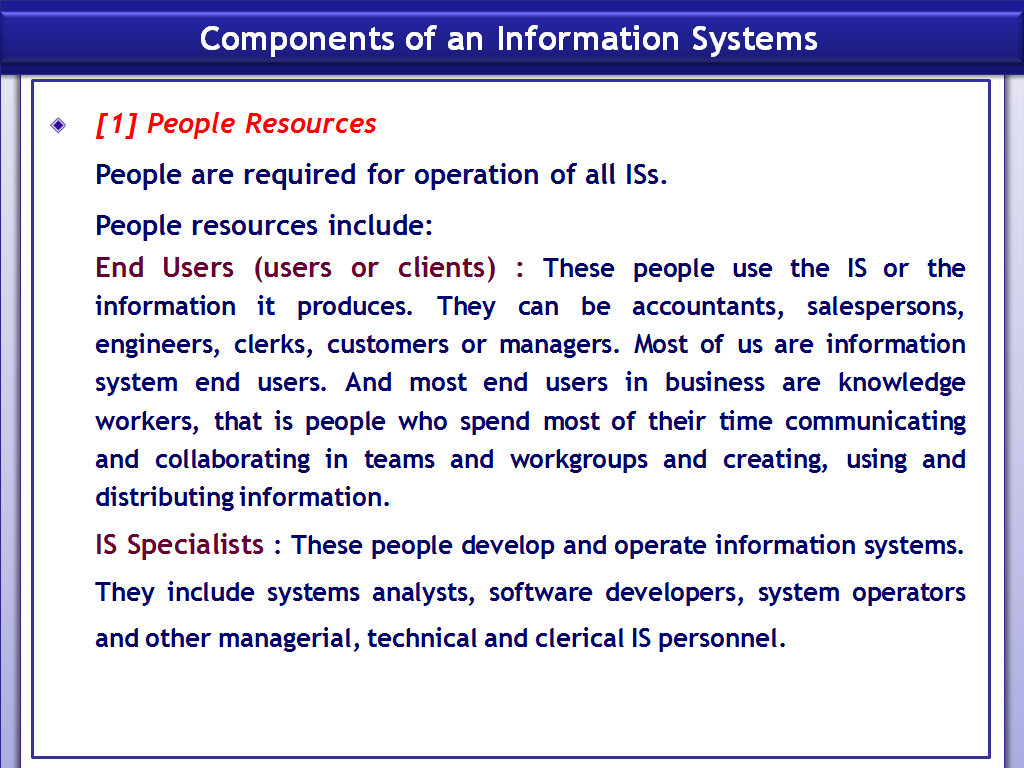 Components of an Information Systems
[1] People Resources
People are required for operation of all ISs.
People resources include:
End Users (users or clients) : These people use the IS or the
information it produces. They can be accountants, salespersons,
engineers, clerks, customers or managers. Most of us are information
system end users. And most end users in business are knowledge
workers, that is people who spend most of their time communicating
and collaborating in teams and workgroups and creating, using and
distributing information.
IS Specialists : These people develop and operate information systems.
They include systems analysts, software developers, system operators
and other managerial, technical and clerical IS personnel.